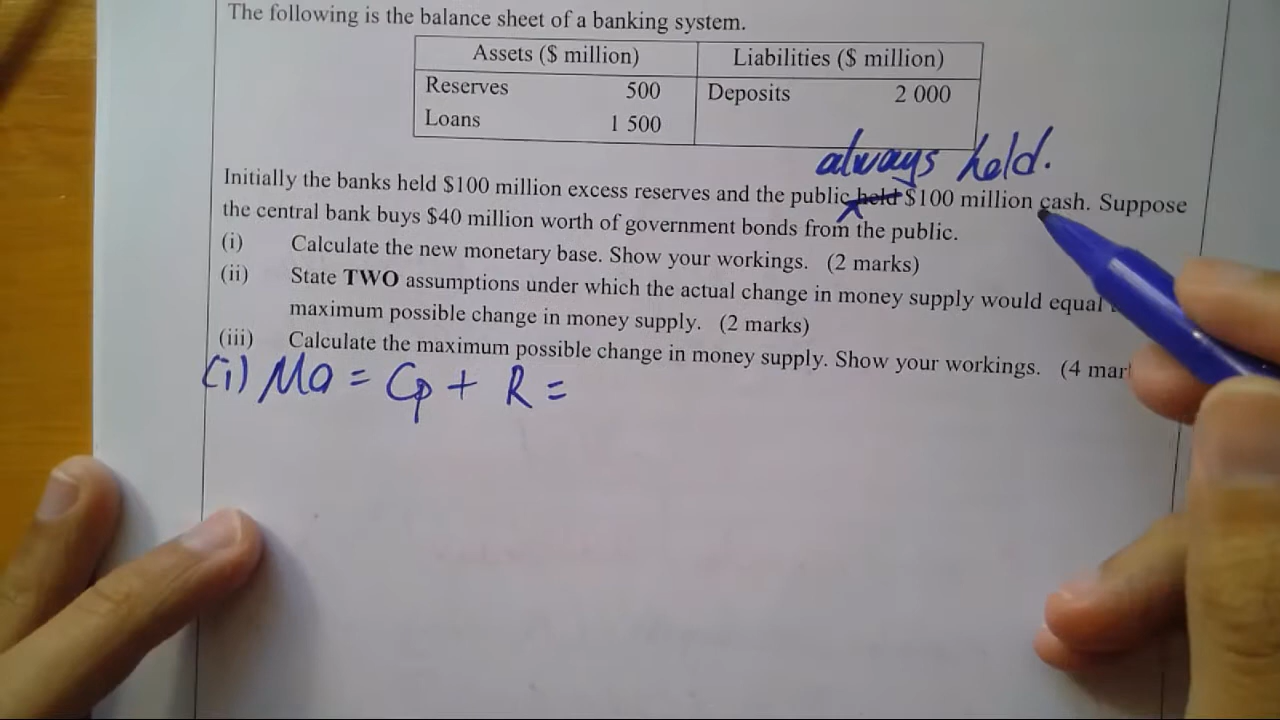 The following is the balance sheet of a banking system.
Assets ($ million) Liabilities ($ million)
Reserves 500 Deposits 2 000
Loans 1 500
always held.
Initially the banks held $100 million excess reserves and the public held $100 million cash. Suppose
the central bank buys $40 million worth of government bonds from the public.
(i) Calculate the new monetary base. Show your workings. (2 marks)
(ii) State TWO assumptions under which the actual change in money supply would equal
maximum possible change in money supply. (2 marks)
(iii) Calculate the maximum possible change in money supply. Show your workings. (4 mar
(i) Mo = Cp + R =